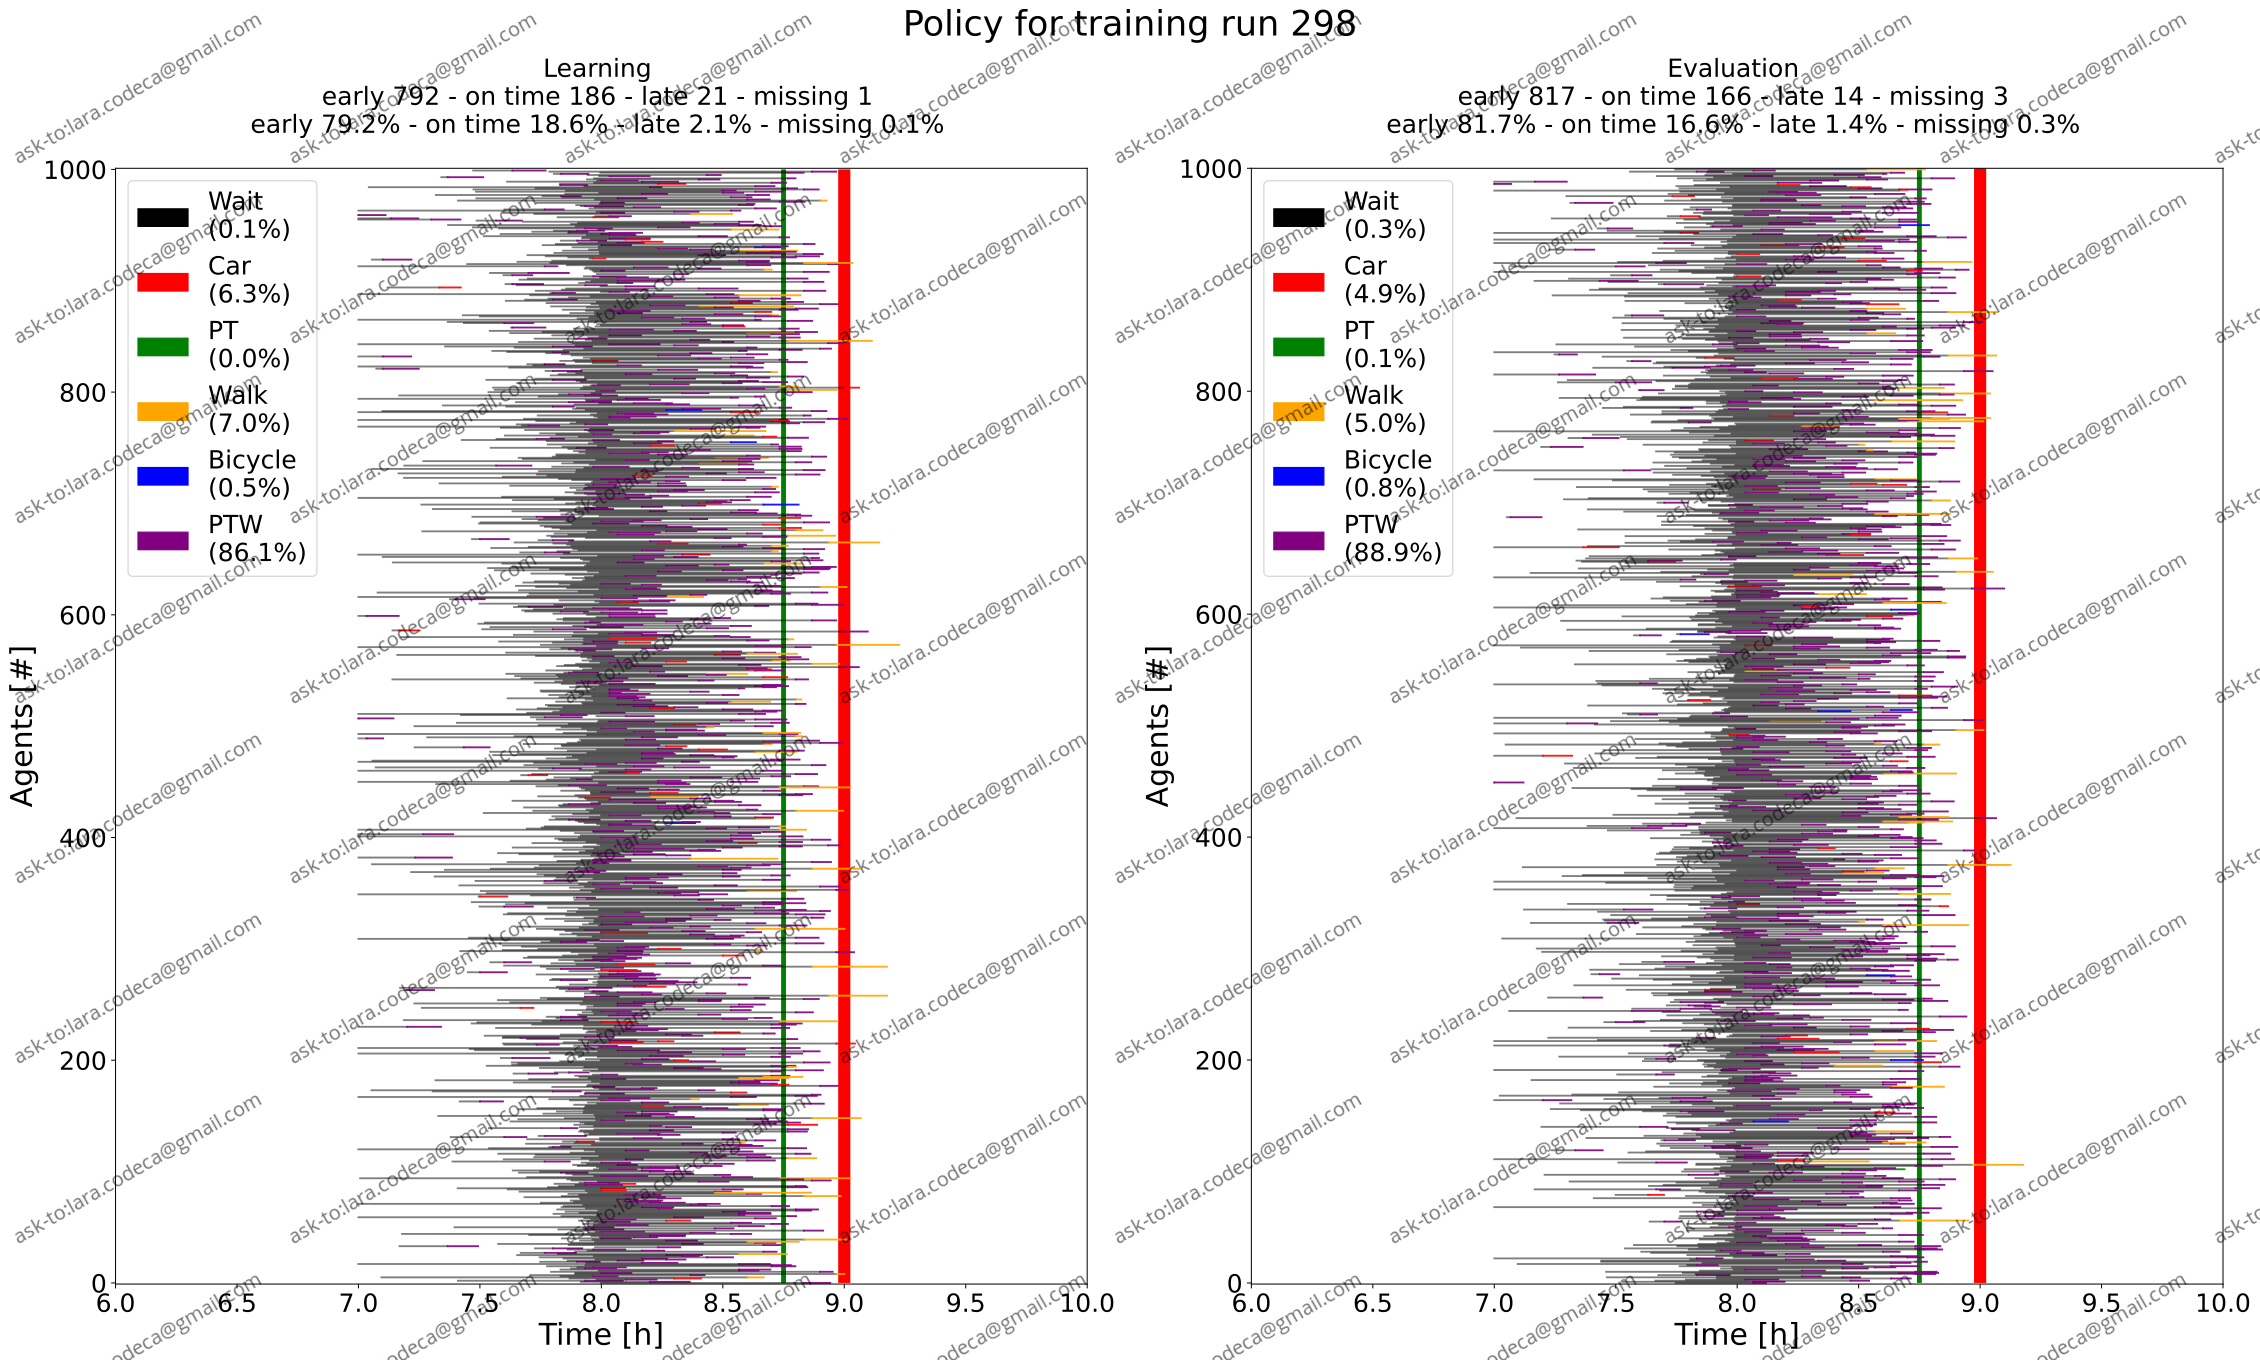 Policy for training run 298
Learning
early 792 - on time 186 - late 21 - missing 1
early 79.2% - on time 18.6% - late 2.1% - missing 0.1%
1000
800
600
400
200
0
Agents [#]
Wait
(0.1%)
Car
(6.3%)
PT
(0.0%)
Walk
(7.0%)
Bicycle
(0.5%)
PTW
(86.1%)
6.0 6.5 7.0 7.5 8.0 8.5 9.0 9.5 10.0
Time [h]
Evaluation
early 817 - on time 166 - late 14 - missing 3
early 81.7% - on time 16.6% - late 1.4% - missing 0.3%
1000
800
600
400
200
0
Agents [#]
Wait
(0.3%)
Car
(4.9%)
PT
(0.1%)
Walk
(5.0%)
Bicycle
(0.8%)
PTW
(88.9%)
6.0 6.5 7.0 7.5 8.0 8.5 9.0 9.5 10.0
Time [h]
ask-to:lara.codeca@gmail.com